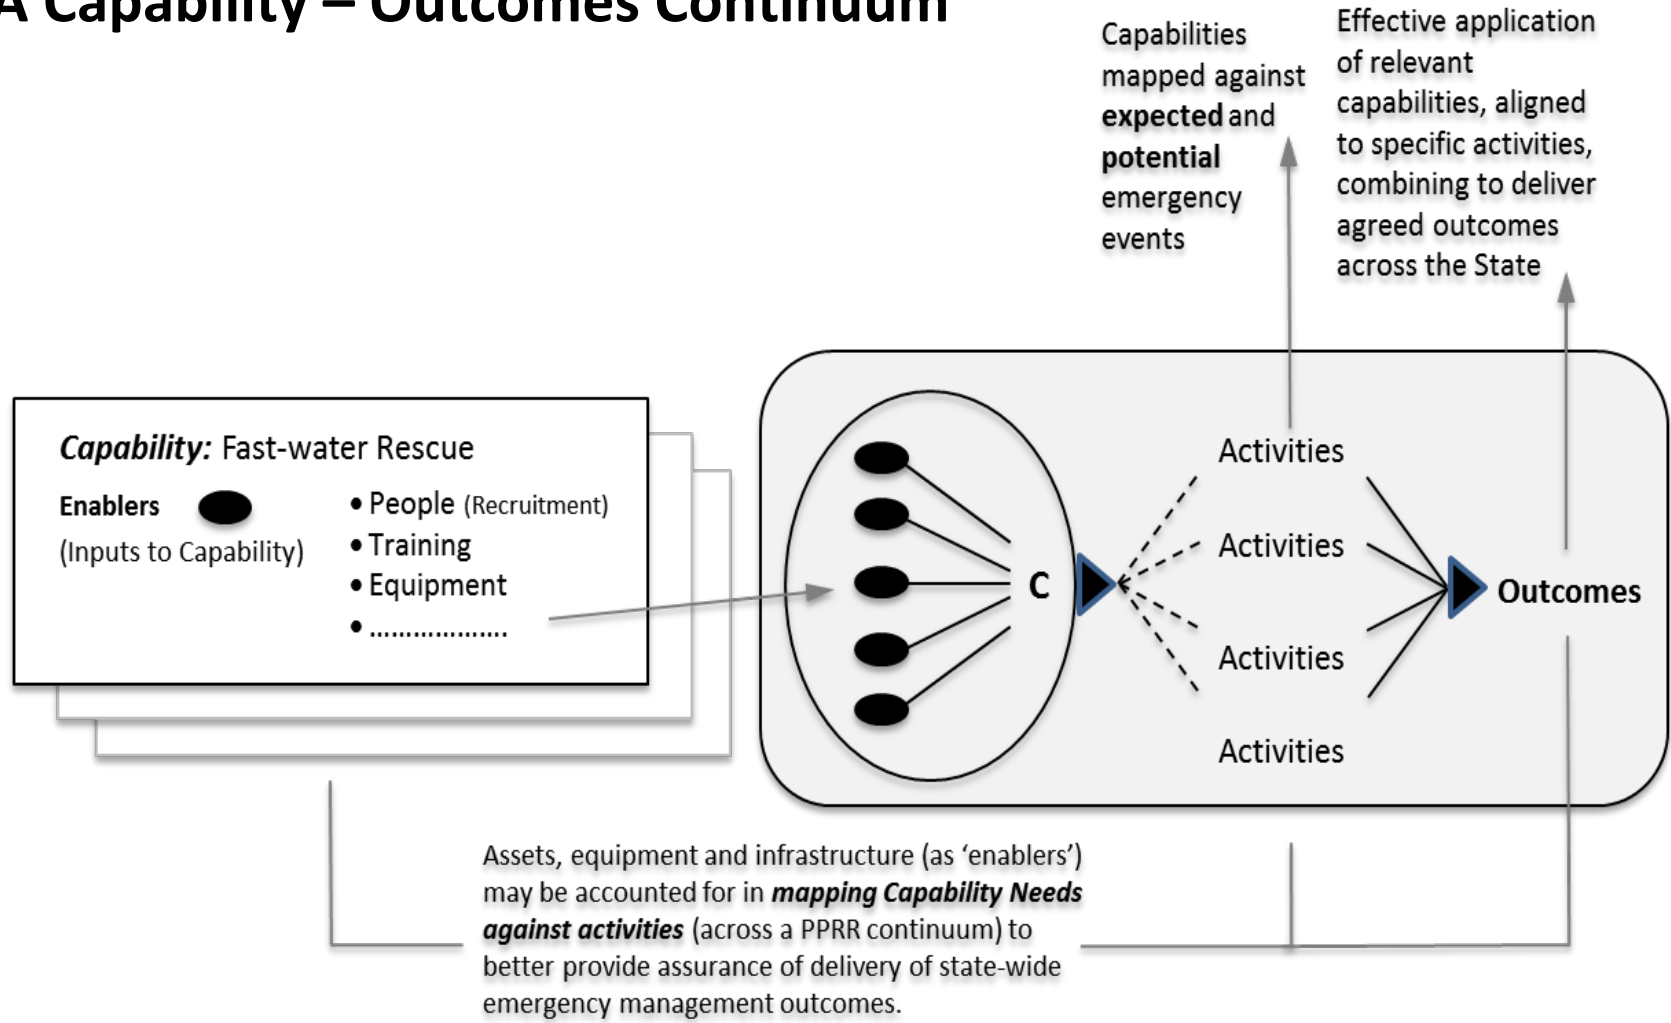 A Capability – Outcomes Continuum
Capabilities
mapped against
expected and
potential
emergency
events
Effective application
of relevant
capabilities, aligned
to specific activities,
combining to deliver
agreed outcomes
across the State
Capability: Fast-water Rescue
Enablers
(Inputs to Capability)
• People (Recruitment)
• Training
• Equipment
• ....................
C
Activities
Activities
Activities
Activities
Outcomes
Assets, equipment and infrastructure (as ‘enablers’)
may be accounted for in mapping Capability Needs
against activities (across a PPRR continuum) to
better provide assurance of delivery of state-wide
emergency management outcomes.